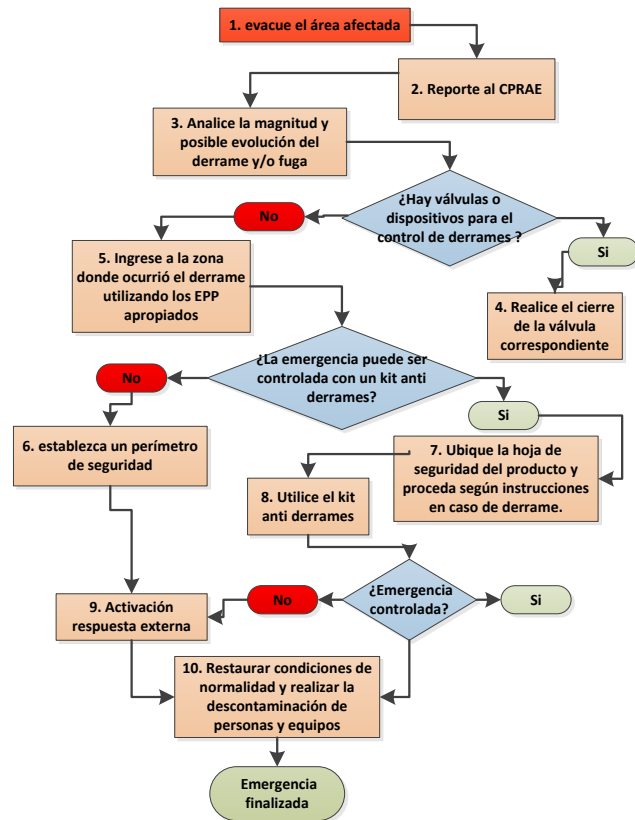 1. evacue el área afectada
2. Reporte al CPRAE
3. Analice la magnitud y
posible evolución del
derrame y/o fuga
¿Hay válvulas o
dispositivos para el
control de derrames ?
No
Si
5. Ingrese a la zona
donde ocurrió el derrame
utilizando los EPP
apropiados
4. Realice el cierre
de la válvula
correspondiente
¿La emergencia puede ser
controlada con un kit anti
derrames?
No
Si
6. establezca un perímetro
de seguridad
7. Ubique la hoja de
seguridad del producto y
proceda según instrucciones
en caso de derrame.
8. Utilice el kit
anti derrames
¿Emergencia
controlada?
No
Si
9. Activación
respuesta externa
10. Restaurar condiciones de
normalidad y realizar la
descontaminación de
personas y equipos
Emergencia
finalizada